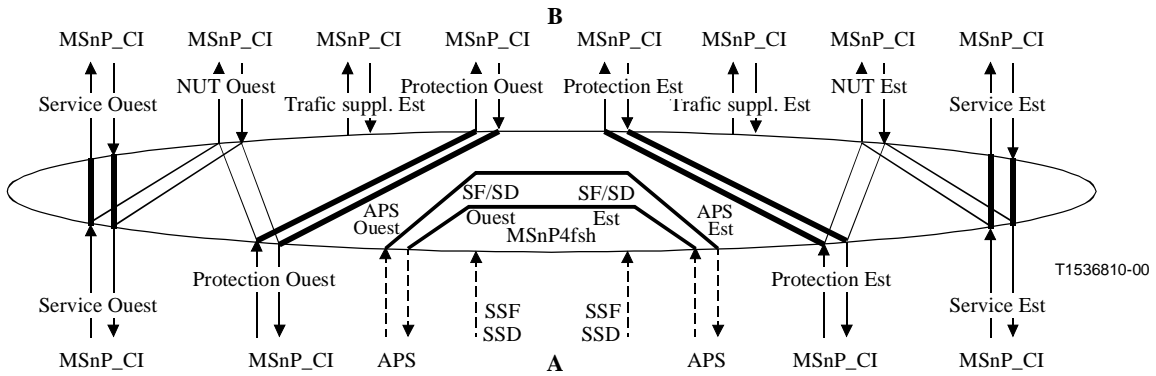 B
MSnP_CI MSnP_CI MSnP_CI MSnP_CI MSnP_CI MSnP_CI MSnP_CI MSnP_CI
NUT Ouest Protection Ouest Protection Est NUT Est
Service Ouest Trafic suppl. Est Trafic suppl. Est Service Est
SF/SD SF/SD
APS Ouest Ouest Est APS Est
MSnP4fsh
T1536810-00
Protection Ouest Protection Est
Service Ouest SSF SSF Service Est
SSD SSD
MSnP_CI MSnP_CI APS APS MSnP_CI MSnP_CI
A